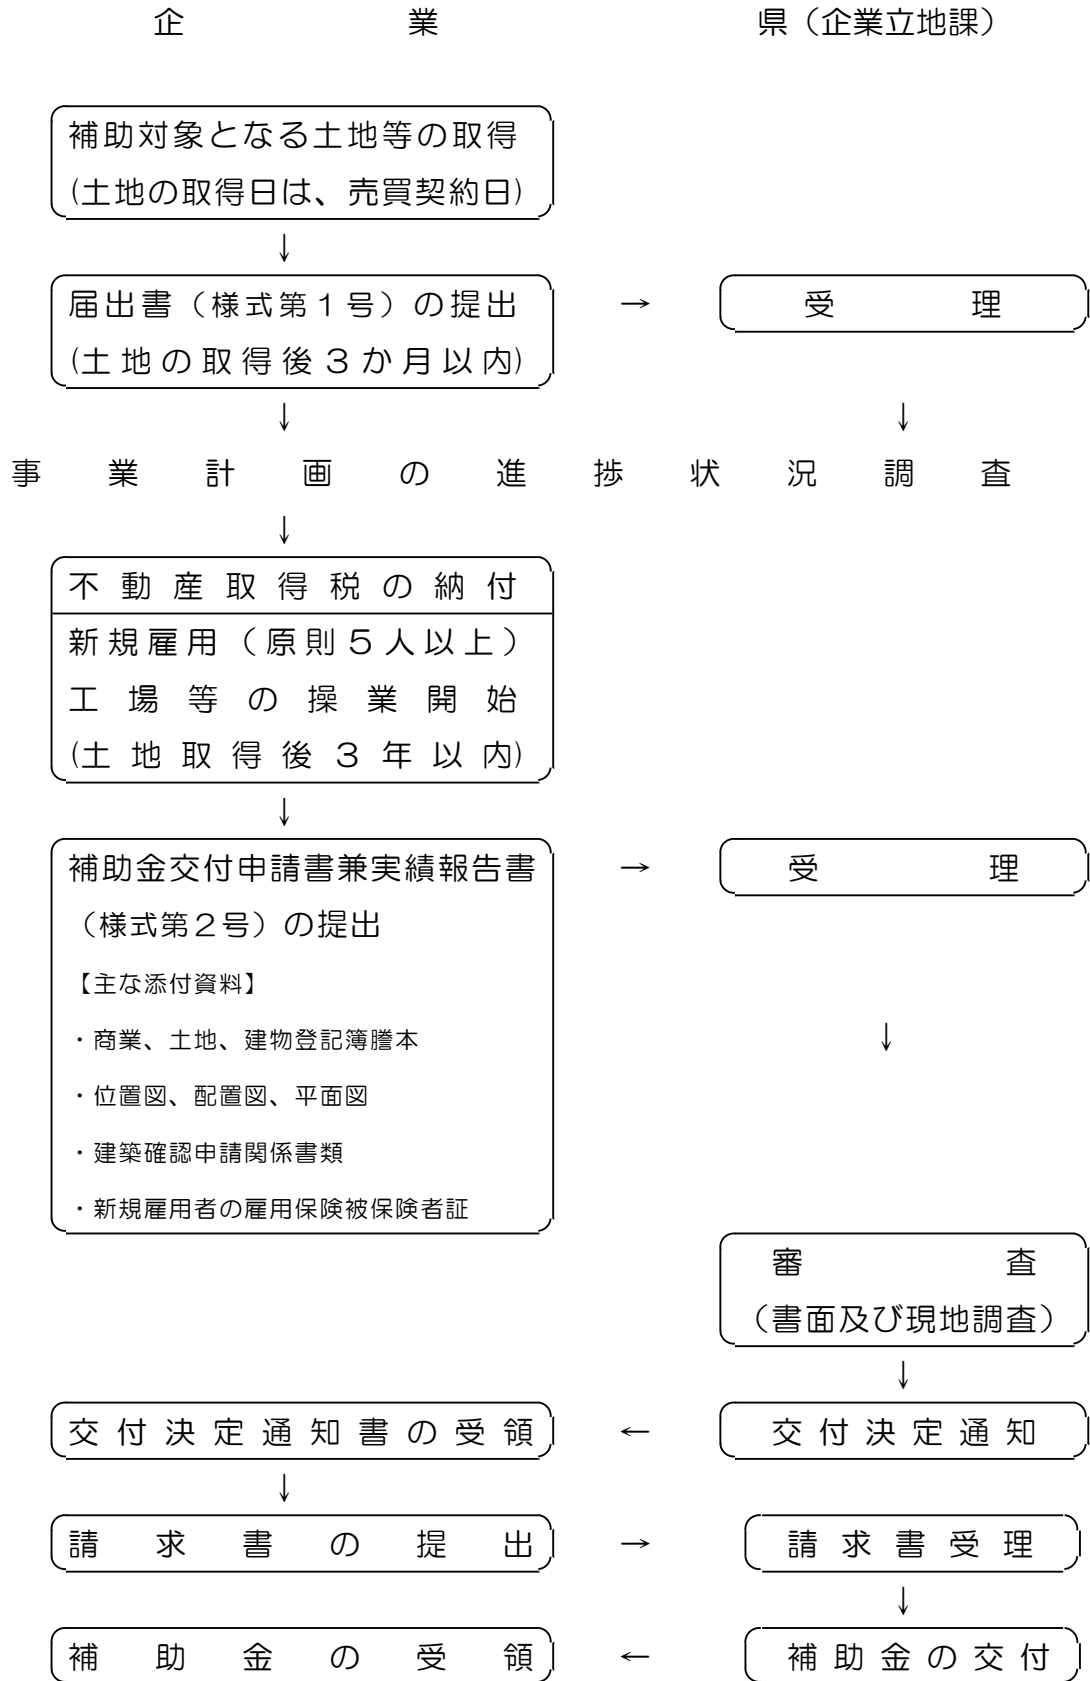 企業 県（企業立地課）
補助対象となる土地等の取得
(土地の取得日は、売買契約日)
↓
届出書（様式第１号）の提出 → 受理
(土地の取得後３か月以内)
↓ ↓
事業計画の進捗状況調査
↓
不動産取得税の納付
新規雇用（原則５人以上）
工場等の操業開始
(土地取得後３年以内)
↓
補助金交付申請書兼実績報告書 → 受理
（様式第２号）の提出
【主な添付資料】
・商業、土地、建物登記簿謄本 ↓
・位置図、配置図、平面図
・建築確認申請関係書類
・新規雇用者の雇用保険被保険者証
審査
（書面及び現地調査）
↓
交付決定通知書の受領 ← 交付決定通知
↓
請求書の提出 → 請求書受理
↓
補助金の受領 ← 補助金の交付